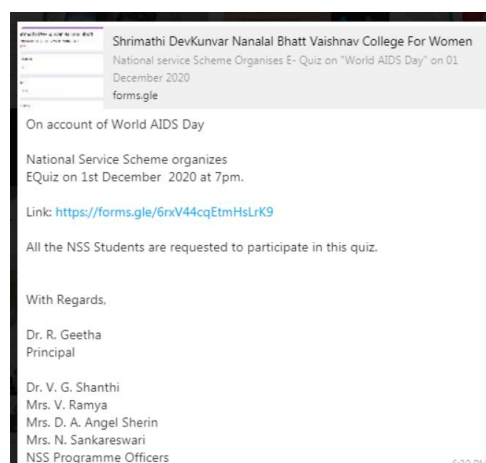 Shrimathi DevKunvar Nanalal Bhatt Vaishnav College For Women
National service Scheme Organises E- Quiz on "World AIDS Day" on 01
December 2020
forms.gle
On account of World AIDS Day
National Service Scheme organizes
EQuiz on 1st December 2020 at 7pm.
Link: https://forms.gle/6rxV44cqEtmHsLrK9
All the NSS Students are requested to participate in this quiz.
With Regards,
Dr. R. Geetha
Principal
Dr. V. G. Shanthi
Mrs. V. Ramya
Mrs. D. A. Angel Sherin
Mrs. N. Sankareswari
NSS Programme Officers